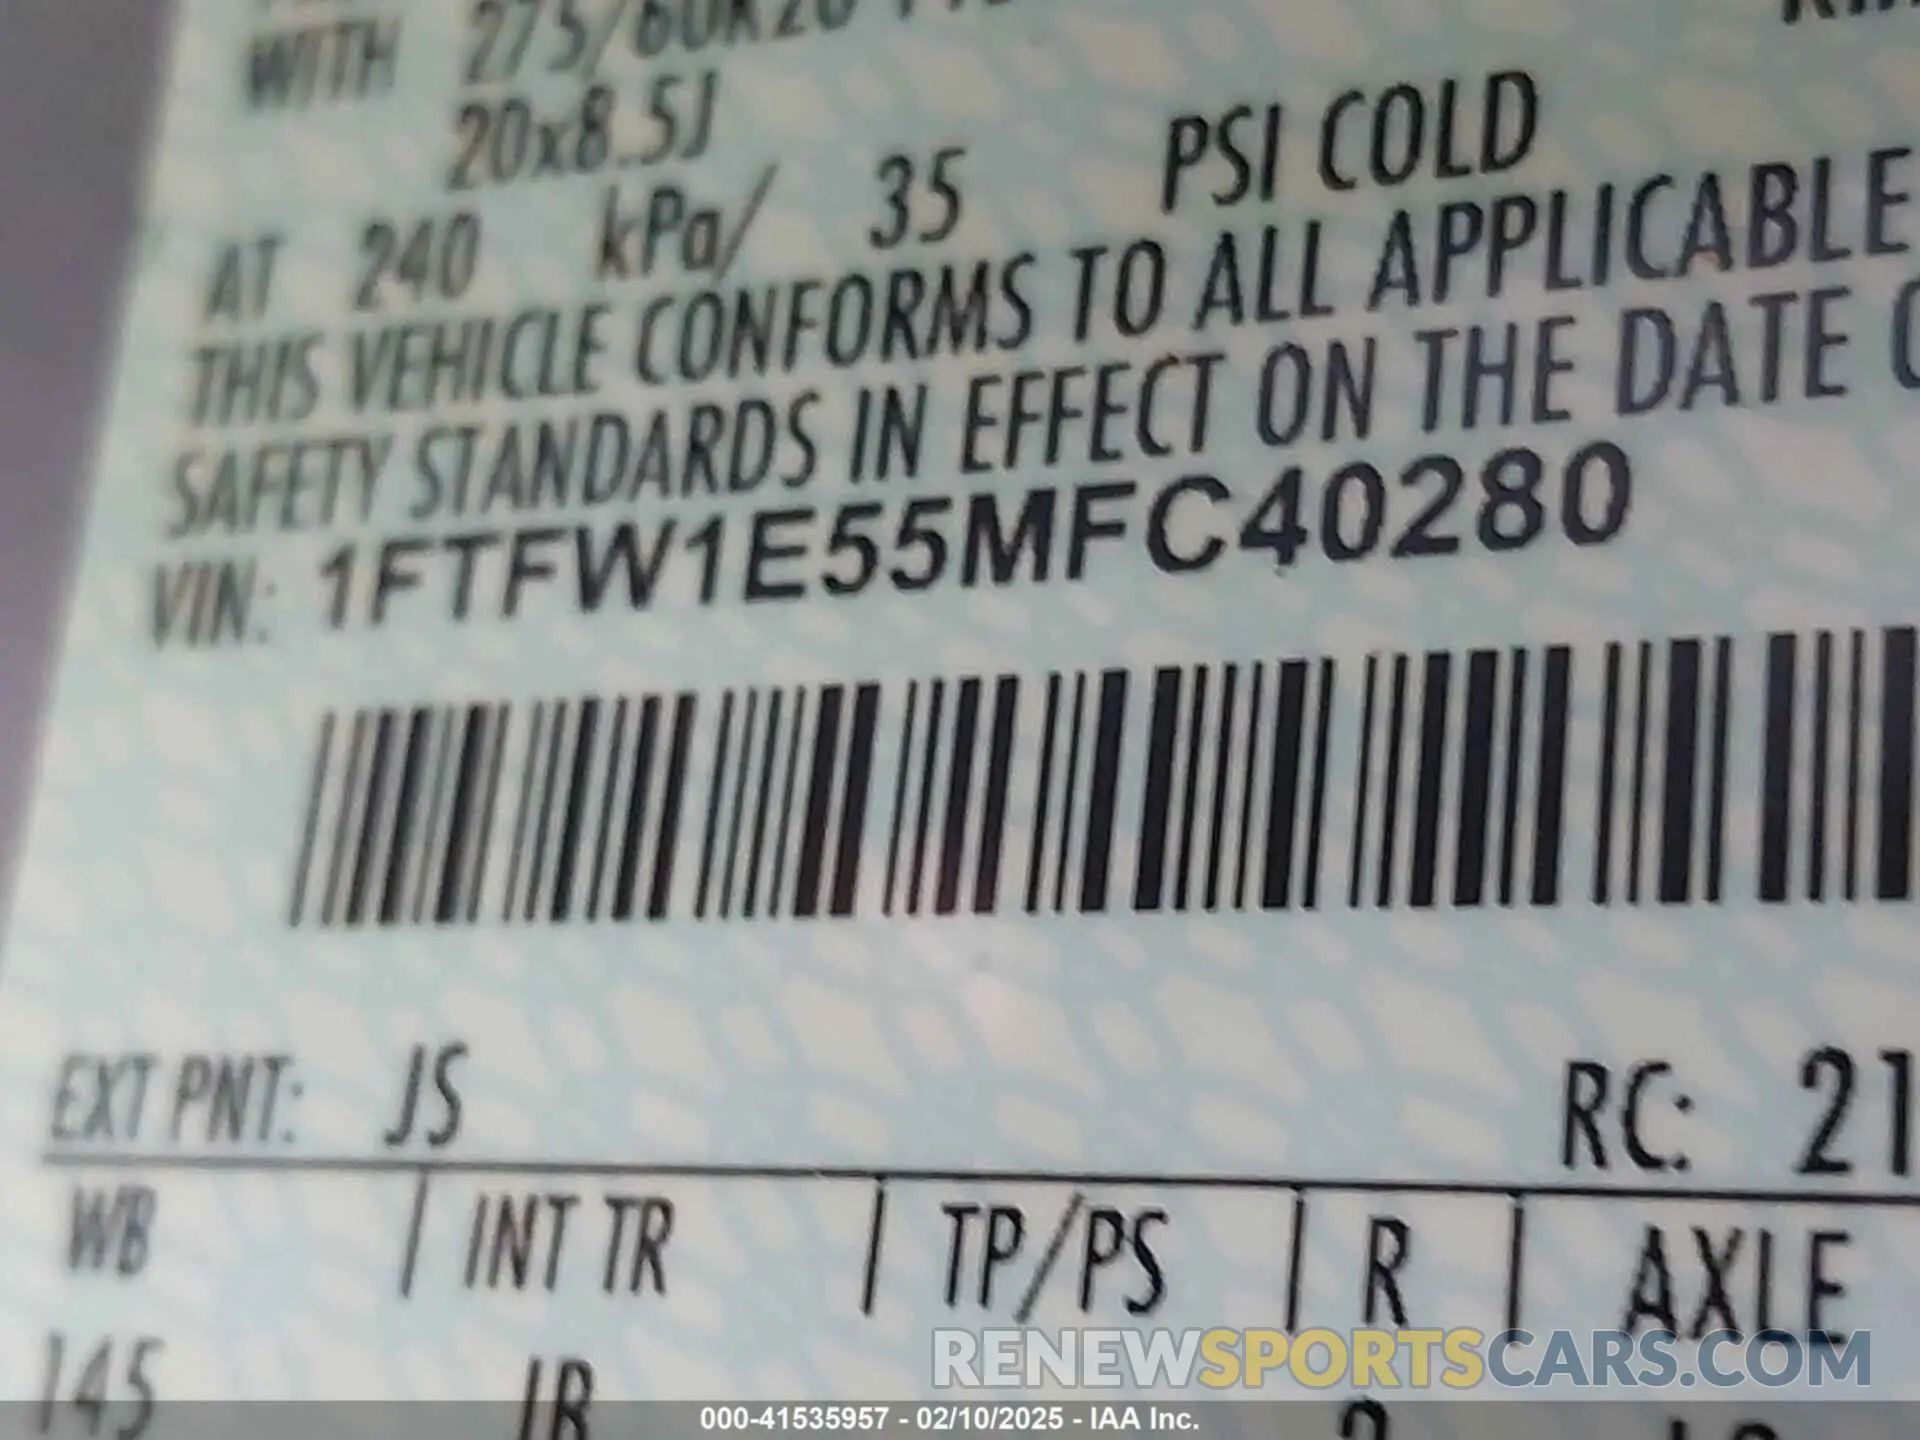 WITH 275/60R20
20x8.5J
AT 240 kPa/ 35 PSI COLD
THIS VEHICLE CONFORMS TO ALL APPLICABLE
SAFETY STANDARDS IN EFFECT ON THE DATE
VIN: 1FTFW1E55MFC40280
EXT PNT: JS RC: 21
WB | INT TR | TP/PS | R | AXLE
145
RENEWSPORTSCARS.COM
000-41535957 - 02/10/2025 - IAA Inc.